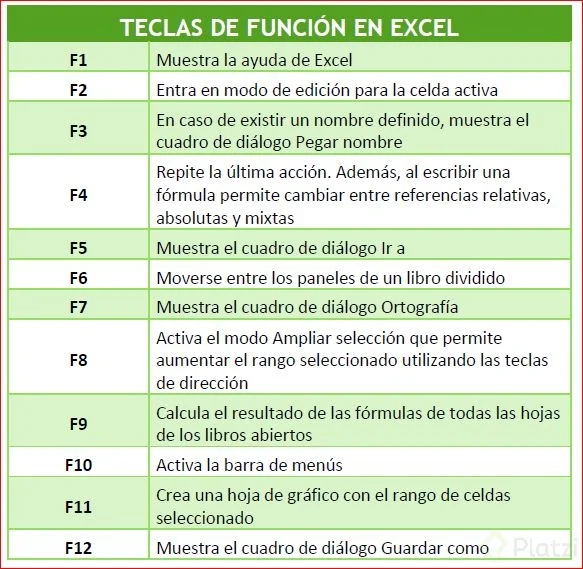 TECLAS DE FUNCIÓN EN EXCEL
F1 Muestra la ayuda de Excel
F2 Entra en modo de edición para la celda activa
F3 En caso de existir un nombre definido, muestra el
cuadro de diálogo Pegar nombre
F4 Repite la última acción. Además, al escribir una
fórmula permite cambiar entre referencias relativas,
absolutas y mixtas
F5 Muestra el cuadro de diálogo Ir a
F6 Moverse entre los paneles de un libro dividido
F7 Muestra el cuadro de diálogo Ortografía
F8 Activa el modo Ampliar selección que permite
aumentar el rango seleccionado utilizando las teclas
de dirección
F9 Calcula el resultado de las fórmulas de todas las hojas
de los libros abiertos
F10 Activa la barra de menús
F11 Crea una hoja de gráfico con el rango de celdas
seleccionado
F12 Muestra el cuadro de diálogo Guardar como
Platzi